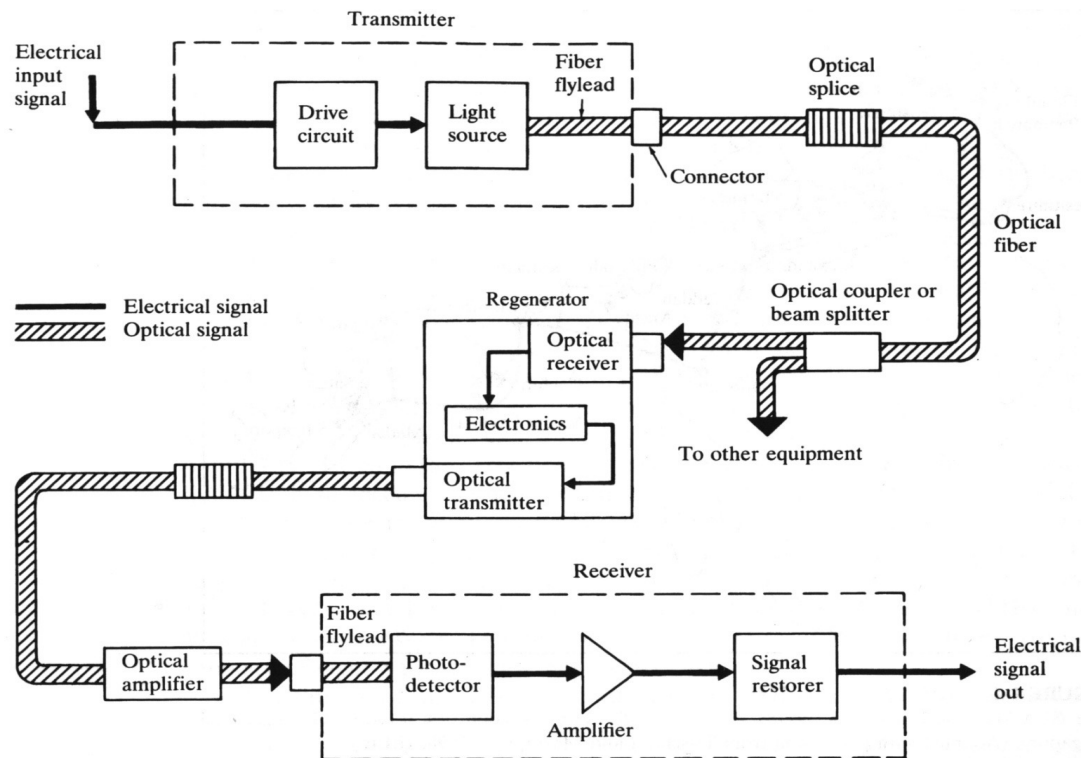 Transmitter
Electrical
input
signal
Drive
circuit
Light
source
Fiber
flylead
Connector
Optical
splice
Optical
fiber
Electrical signal
Optical signal
Regenerator
Optical
receiver
Electronics
Optical
transmitter
Optical coupler or
beam splitter
To other equipment
Receiver
Optical
amplifier
Fiber
flylead
Photo-
detector
Amplifier
Signal
restorer
Electrical
signal
out